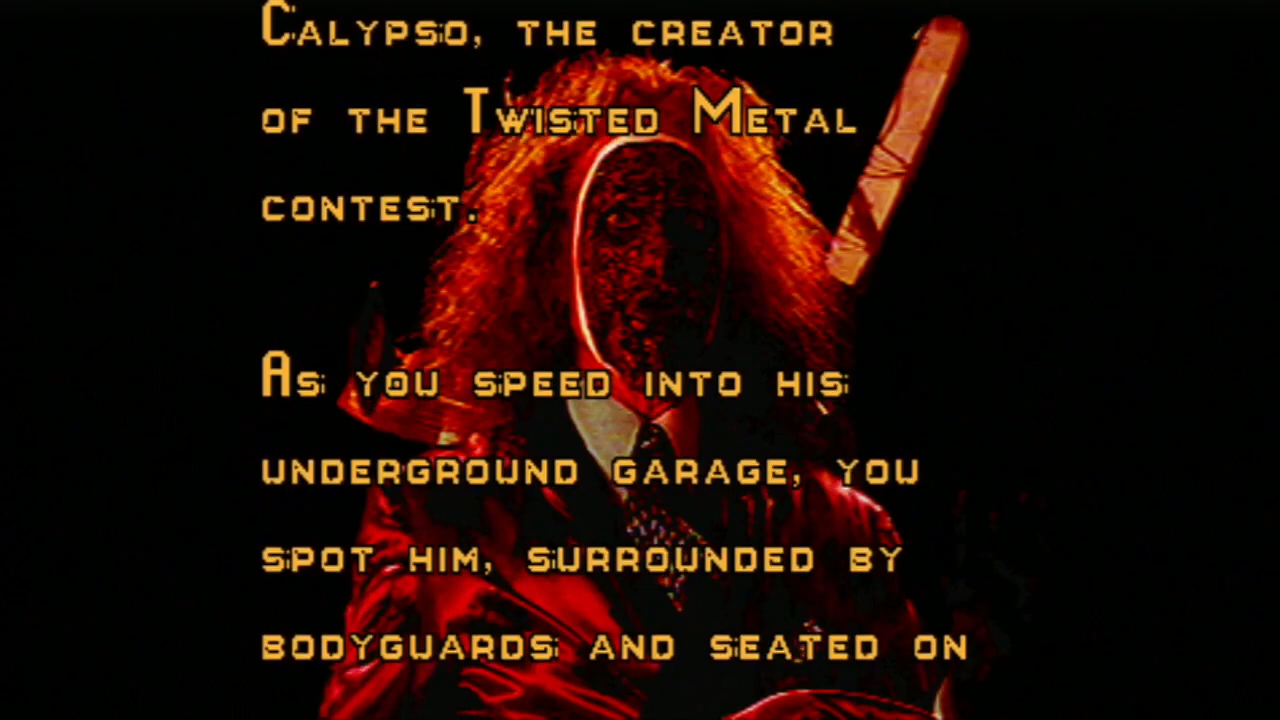 Calypso, the creator
of the Twisted Metal
contest.
As you speed into his
underground garage, you
spot him, surrounded by
bodyguards and seated on